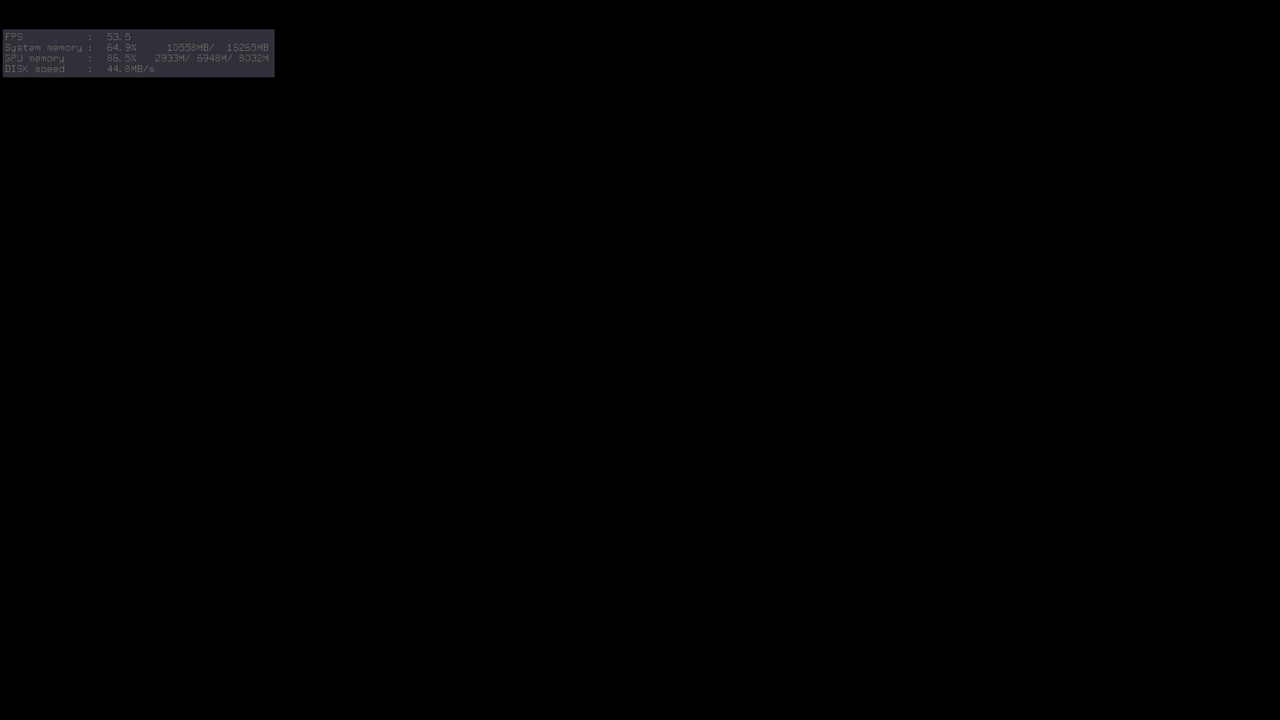 FPS : 53.5
System memory : 64.9% 10558MB/ 16265MB
GPU memory : 86.5% 2933M/ 6948M/ 8032M
DISK speed : 44.8MB/s